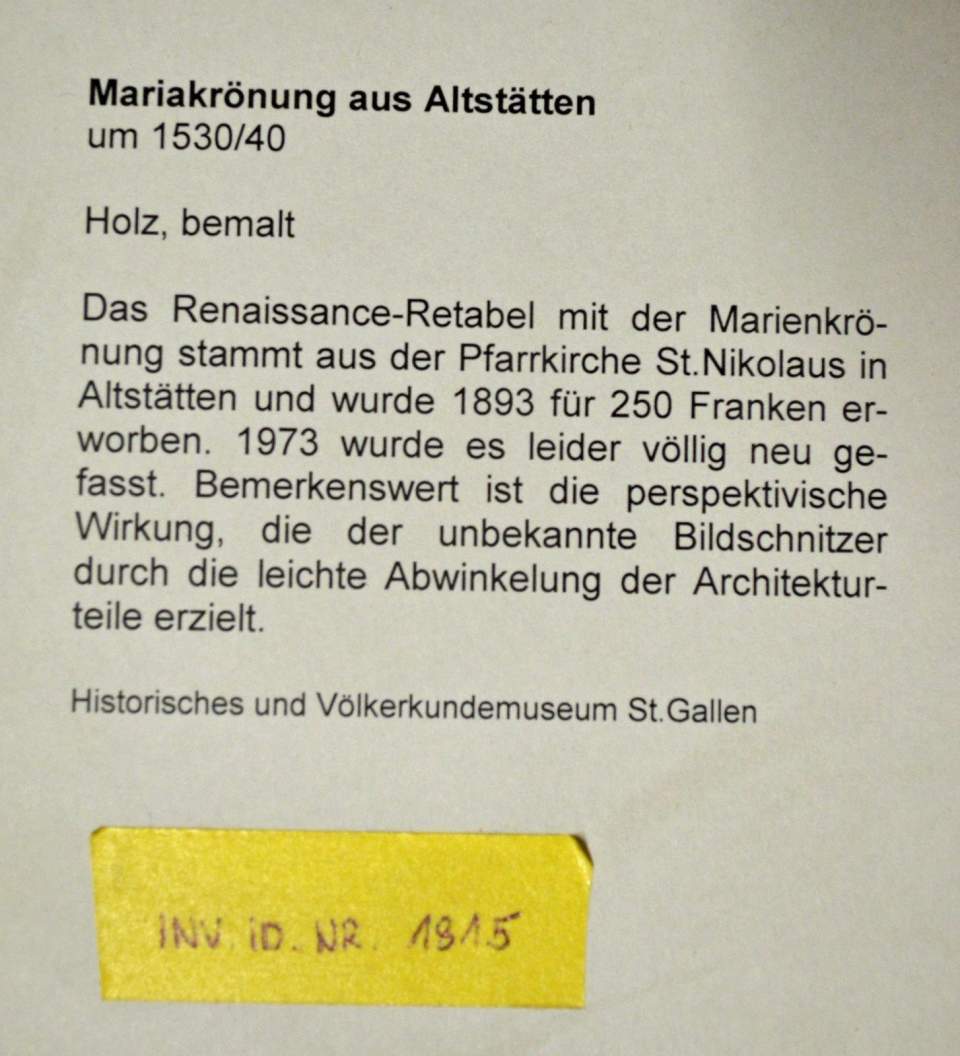 Mariakrönung aus Altstätten
um 1530/40
Holz, bemalt
Das Renaissance-Retabel mit der Marienkrö-
nung stammt aus der Pfarrkirche St.Nikolaus in
Altstätten und wurde 1893 für 250 Franken er-
worben. 1973 wurde es leider völlig neu ge-
fasst. Bemerkenswert ist die perspektivische
Wirkung, die der unbekannte Bildschnitzer
durch die leichte Abwinkelung der Architektur-
teile erzielt.
Historisches und Völkerkundemuseum St.Gallen
INV. iD. NR. 1815